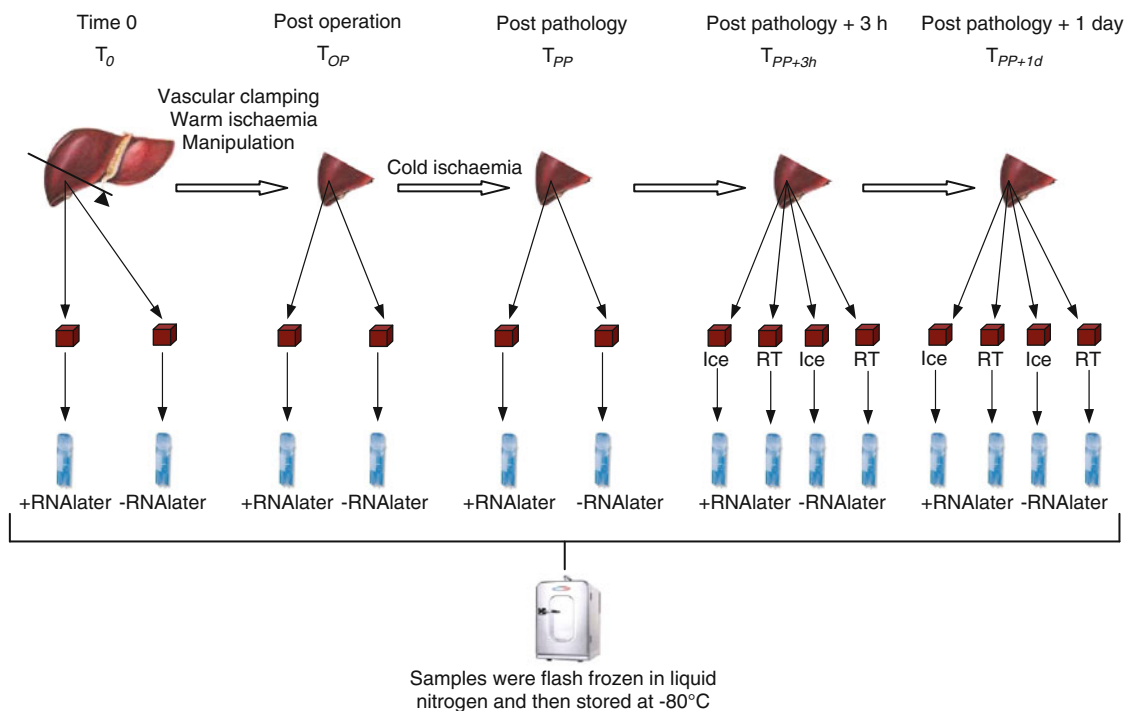 Time 0
Post operation
Post pathology
Post pathology + 3 h
Post pathology + 1 day
T0
TOP
TPP
TPP+3h
TPP+1d
Vascular clamping
Warm ischaemia
Manipulation
Cold ischaemia
Ice RT Ice RT
Ice RT Ice RT
+RNAlater -RNAlater
+RNAlater -RNAlater
+RNAlater -RNAlater
+RNAlater -RNAlater
+RNAlater -RNAlater
Samples were flash frozen in liquid
nitrogen and then stored at -80°C